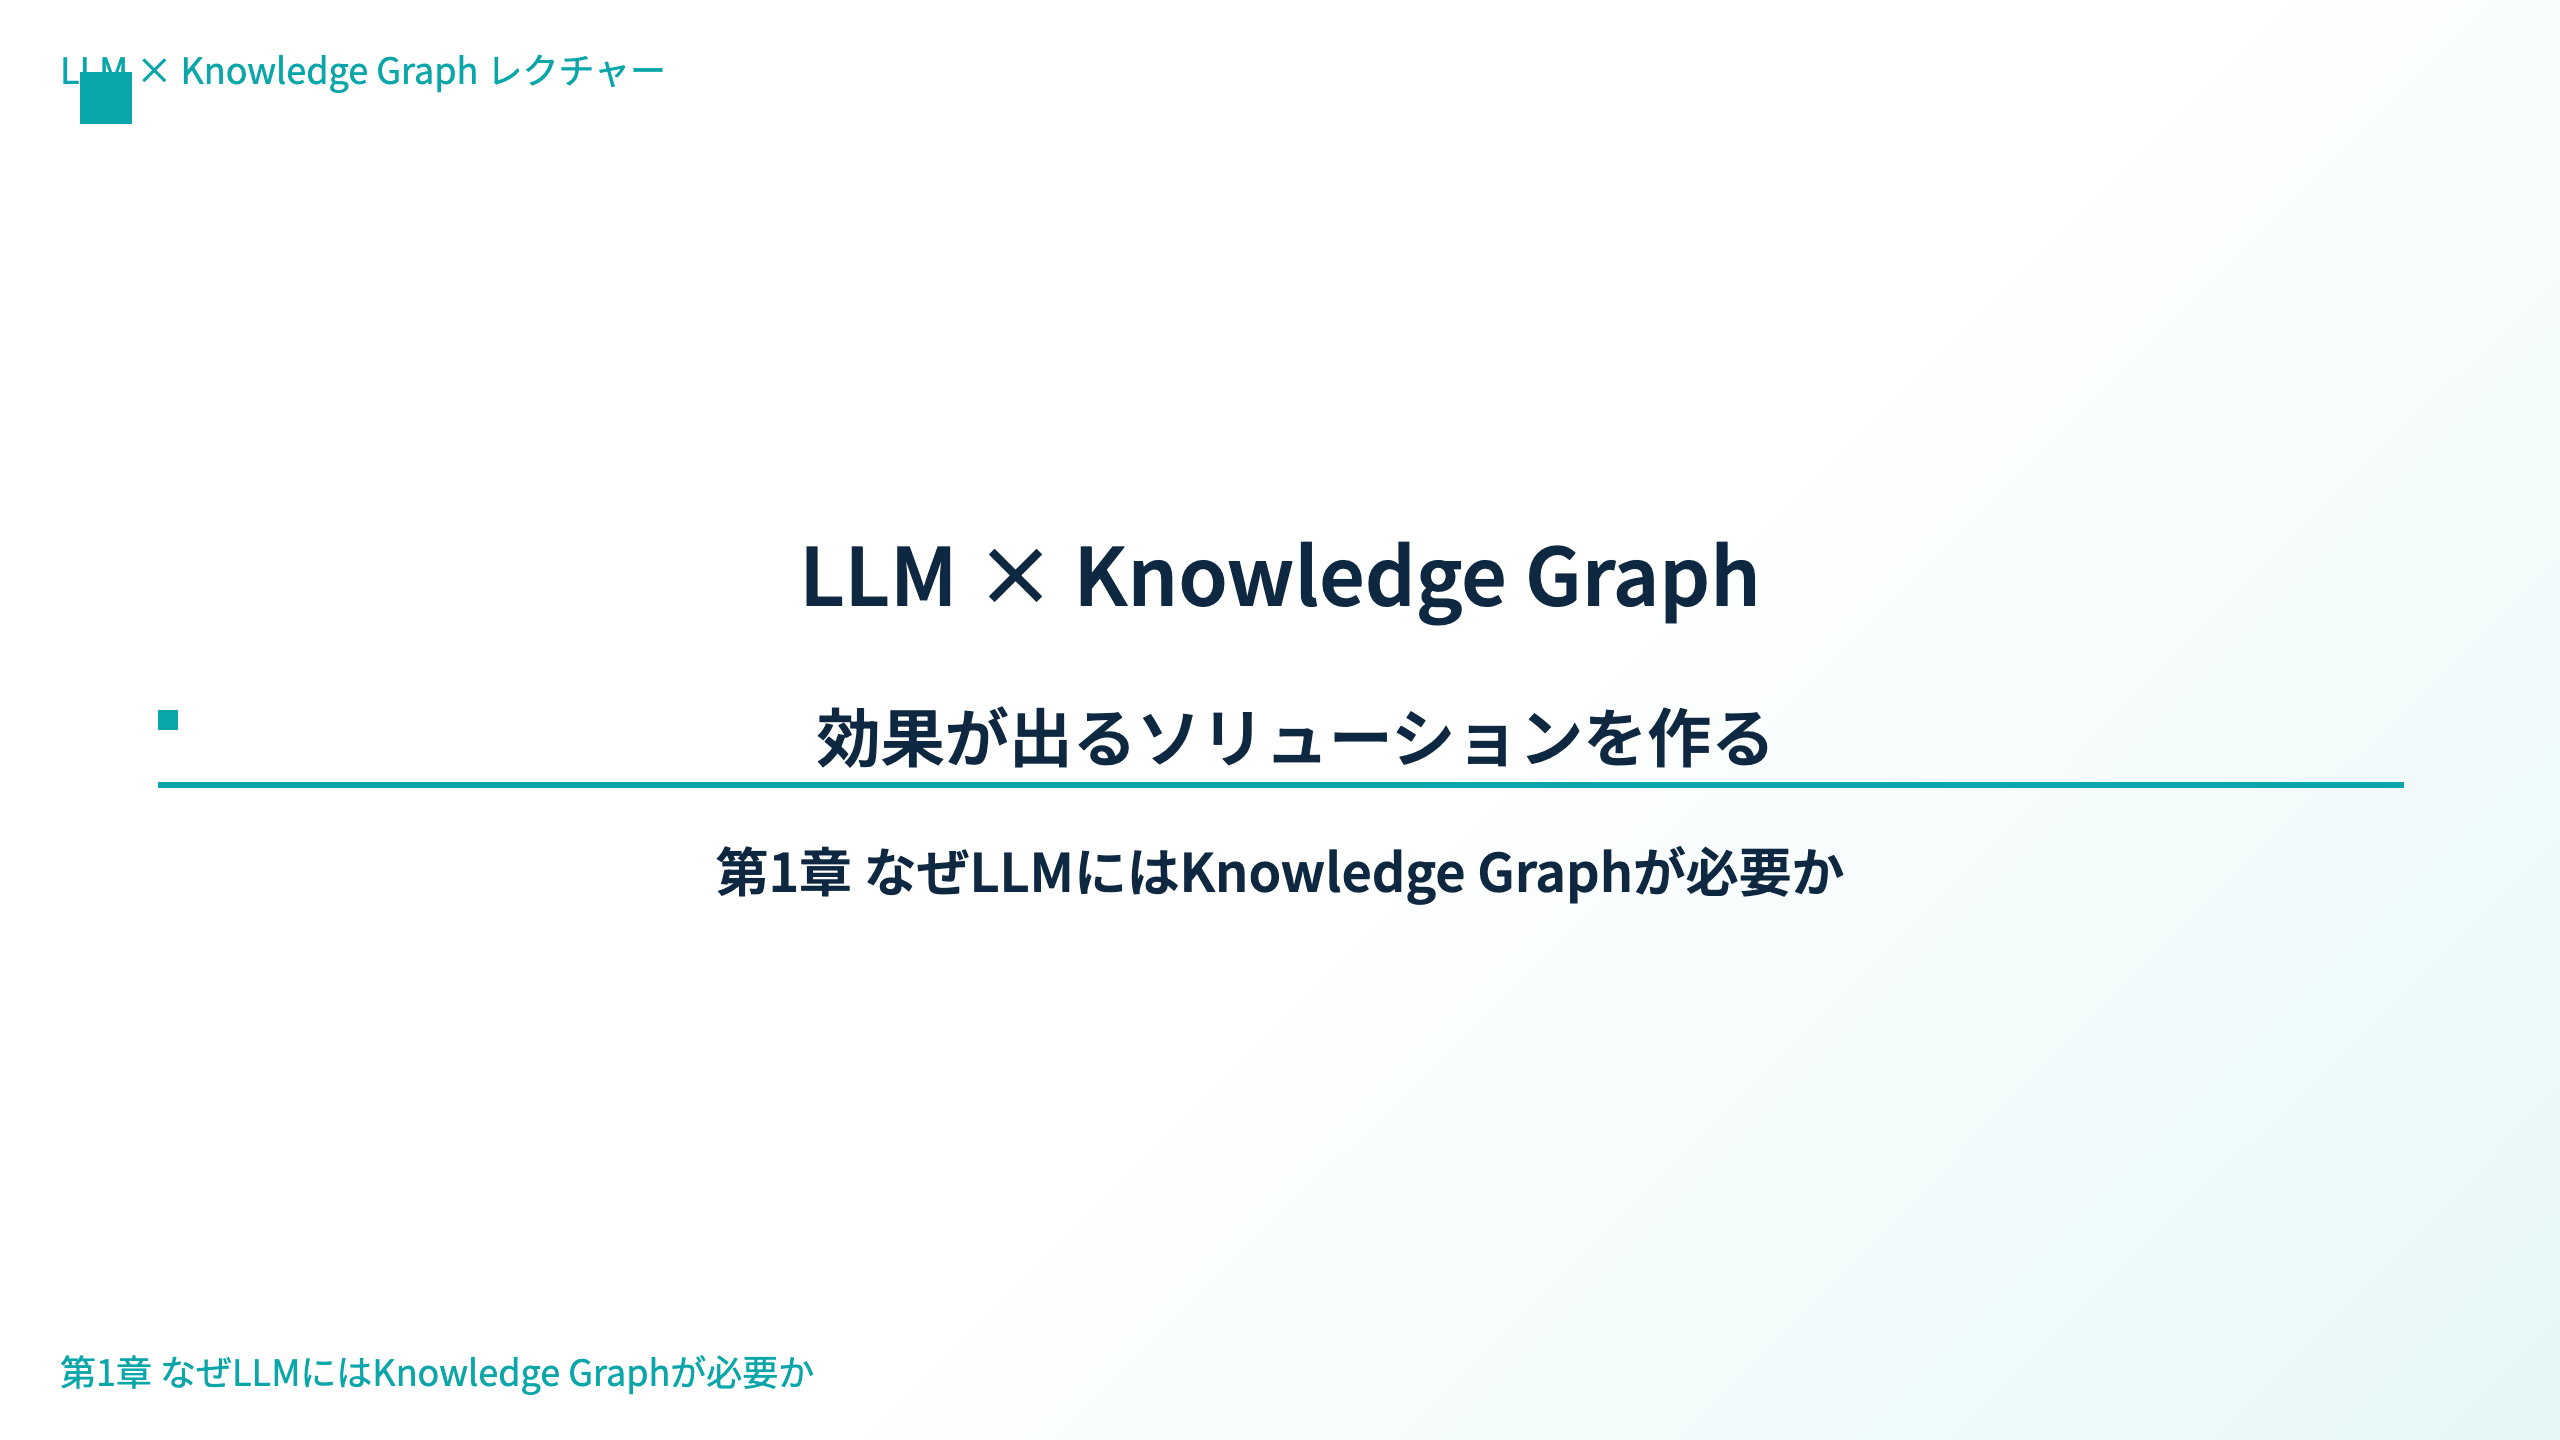 LLM × Knowledge Graph レクチャー
LLM × Knowledge Graph
効果が出るソリューションを作る
第1章 なぜLLMにはKnowledge Graphが必要か
第1章 なぜLLMにはKnowledge Graphが必要か